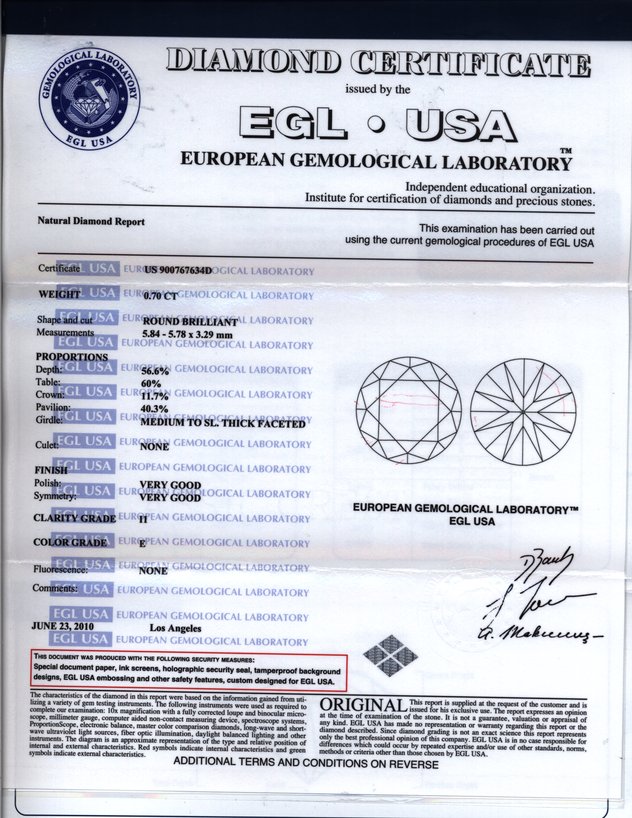 GEMOLOGICAL LABORATORY
EGL USA
DIAMOND CERTIFICATE
issued by the
EGL • USA
EUROPEAN GEMOLOGICAL LABORATORY™
Independent educational organization.
Institute for certification of diamonds and precious stones.
Natural Diamond Report
This examination has been carried out
using the current gemological procedures of EGL USA
Certificate US 900767634D
WEIGHT 0.70 CT
Shape and cut ROUND BRILLIANT
Measurements 5.84 - 5.78 x 3.29 mm
PROPORTIONS
Depth: 56.6%
Table: 60%
Crown: 11.7%
Pavilion: 40.3%
Girdle: MEDIUM TO SL. THICK FACETED
Culet: NONE
FINISH
Polish: VERY GOOD
Symmetry: VERY GOOD
CLARITY GRADE I1
COLOR GRADE E
Fluorescence: NONE
Comments:
JUNE 23, 2010 Los Angeles
EGL USA EUROPEAN GEMOLOGICAL LABORATORY
EUROPEAN GEMOLOGICAL LABORATORY™
EGL USA
THIS DOCUMENT WAS PRODUCED WITH THE FOLLOWING SECURITY MEASURES:
Special document paper, ink screens, holographic security seal, tamperproof background
designs, EGL USA embossing and other safety features, custom designed for EGL USA.
The characteristics of the diamond in this report were based on the information gained from uti-
lizing a variety of gem testing instruments. The following instruments were used as required to
complete our examination: 10x magnification with a fully corrected loupe and binocular micro-
scope, millimeter gauge, computer aided non-contact measuring device, spectroscope systems,
ProportionScope, electronic balance, master color comparison diamonds, long-wave and short-
wave ultraviolet light sources, fiber optic illumination, daylight balanced lighting and other
instruments. The diagram is an approximate representation of the type and relative position of
internal and external characteristics. Red symbols indicate internal characteristics and green
symbols indicate external characteristics.
ORIGINAL This report is supplied at the request of the customer and is
issued for his exclusive use. The report expresses an opinion
at the time of examination of the stone. It is not a guarantee, valuation or appraisal of
any kind. EGL USA has made no representation or warranty regarding this report or the
diamond described. Since diamond grading is not an exact science this report represents
only the best professional opinion of this company. EGL USA is in no case responsible for
differences which could occur by repeated expertise and/or use of other standards, norms,
methods or criteria other than those chosen by EGL USA.
ADDITIONAL TERMS AND CONDITIONS ON REVERSE